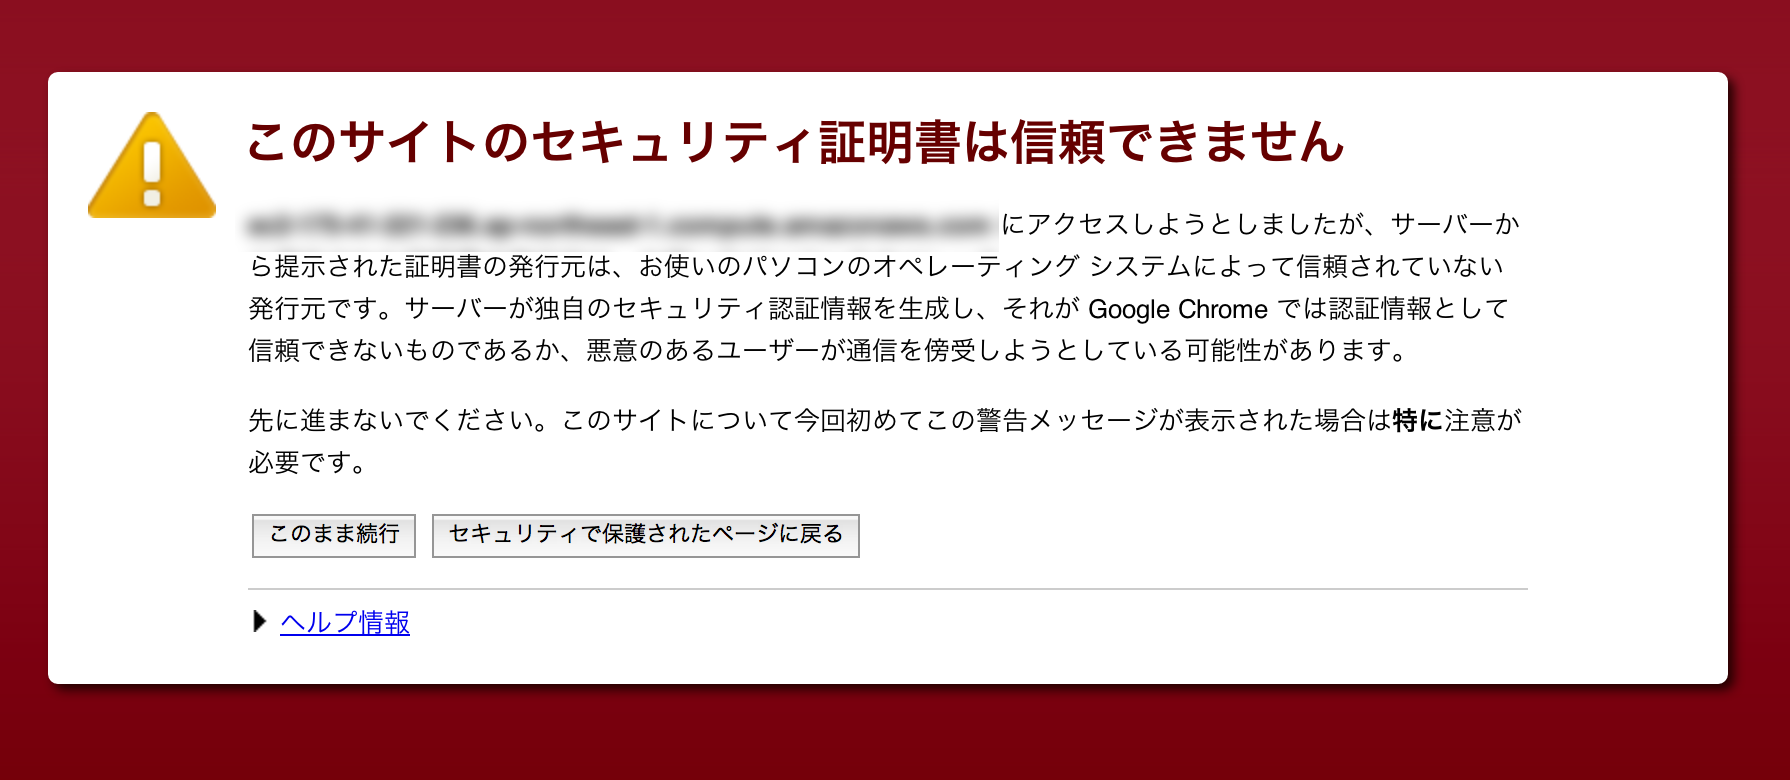 このサイトのセキュリティ証明書は信頼できません
にアクセスしようとしましたが、サーバーか
ら提示された証明書の発行元は、お使いのパソコンのオペレーティング システムによって信頼されていない
発行元です。サーバーが独自のセキュリティ認証情報を生成し、それが Google Chrome では認証情報として
信頼できないものであるか、悪意のあるユーザーが通信を傍受しようとしている可能性があります。
先に進まないでください。このサイトについて今回初めてこの警告メッセージが表示された場合は特に注意が
必要です。
このまま続行
セキュリティで保護されたページに戻る
ヘルプ情報